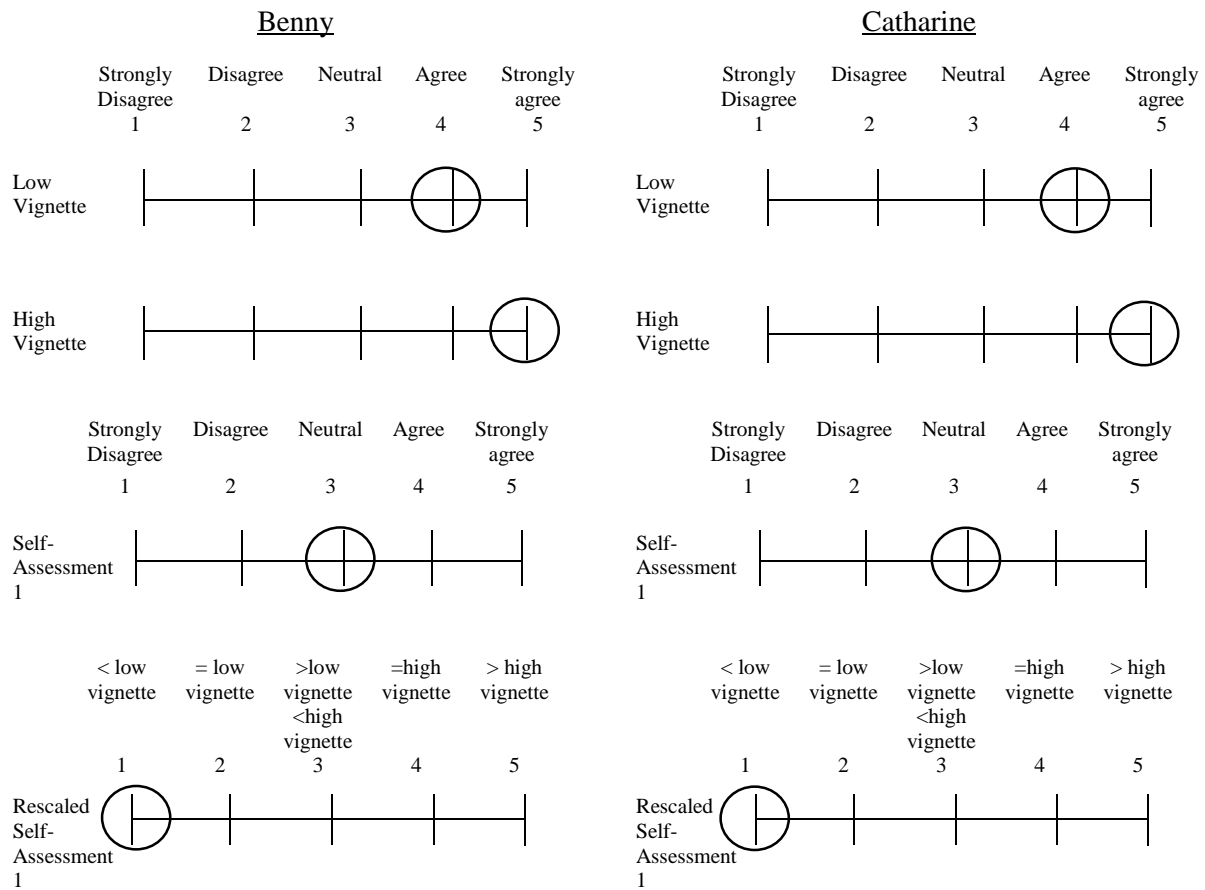 Benny
Strongly Disagree Neutral Agree Strongly
Disagree agree
1 2 3 4 5
Low
Vignette
High
Vignette
Strongly Disagree Neutral Agree Strongly
Disagree agree
1 2 3 4 5
Self-
Assessment
1
< low = low >low =high > high
vignette vignette vignette vignette vignette
<high
vignette
1 2 3 4 5
Rescaled
Self-
Assessment
1
Catharine
Strongly Disagree Neutral Agree Strongly
Disagree agree
1 2 3 4 5
Low
Vignette
High
Vignette
Strongly Disagree Neutral Agree Strongly
Disagree agree
1 2 3 4 5
Self-
Assessment
1
< low = low >low =high > high
vignette vignette vignette vignette vignette
<high
vignette
1 2 3 4 5
Rescaled
Self-
Assessment
1